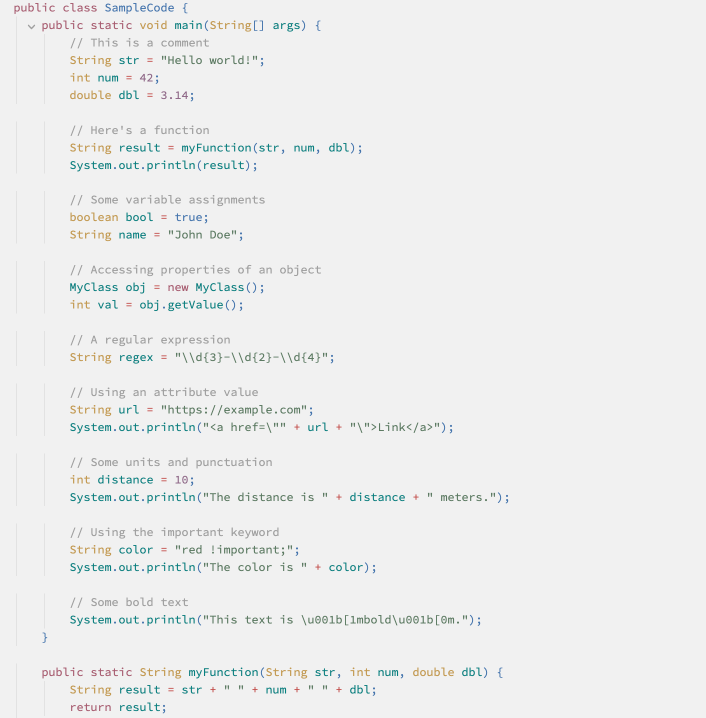 public class SampleCode {
    public static void main(String[] args) {
        // This is a comment
        String str = "Hello world!";
        int num = 42;
        double dbl = 3.14;

        // Here's a function
        String result = myFunction(str, num, dbl);
        System.out.println(result);

        // Some variable assignments
        boolean bool = true;
        String name = "John Doe";

        // Accessing properties of an object
        MyClass obj = new MyClass();
        int val = obj.getValue();

        // A regular expression
        String regex = "\\d{3}-\\d{2}-\\d{4}";

        // Using an attribute value
        String url = "https://example.com";
        System.out.println("<a href=\"" + url + "\">Link</a>");

        // Some units and punctuation
        int distance = 10;
        System.out.println("The distance is " + distance + " meters.");

        // Using the important keyword
        String color = "red !important;";
        System.out.println("The color is " + color);

        // Some bold text
        System.out.println("This text is \u001b[1mbold\u001b[0m.");
    }

    public static String myFunction(String str, int num, double dbl) {
        String result = str + " " + num + " " + dbl;
        return result;